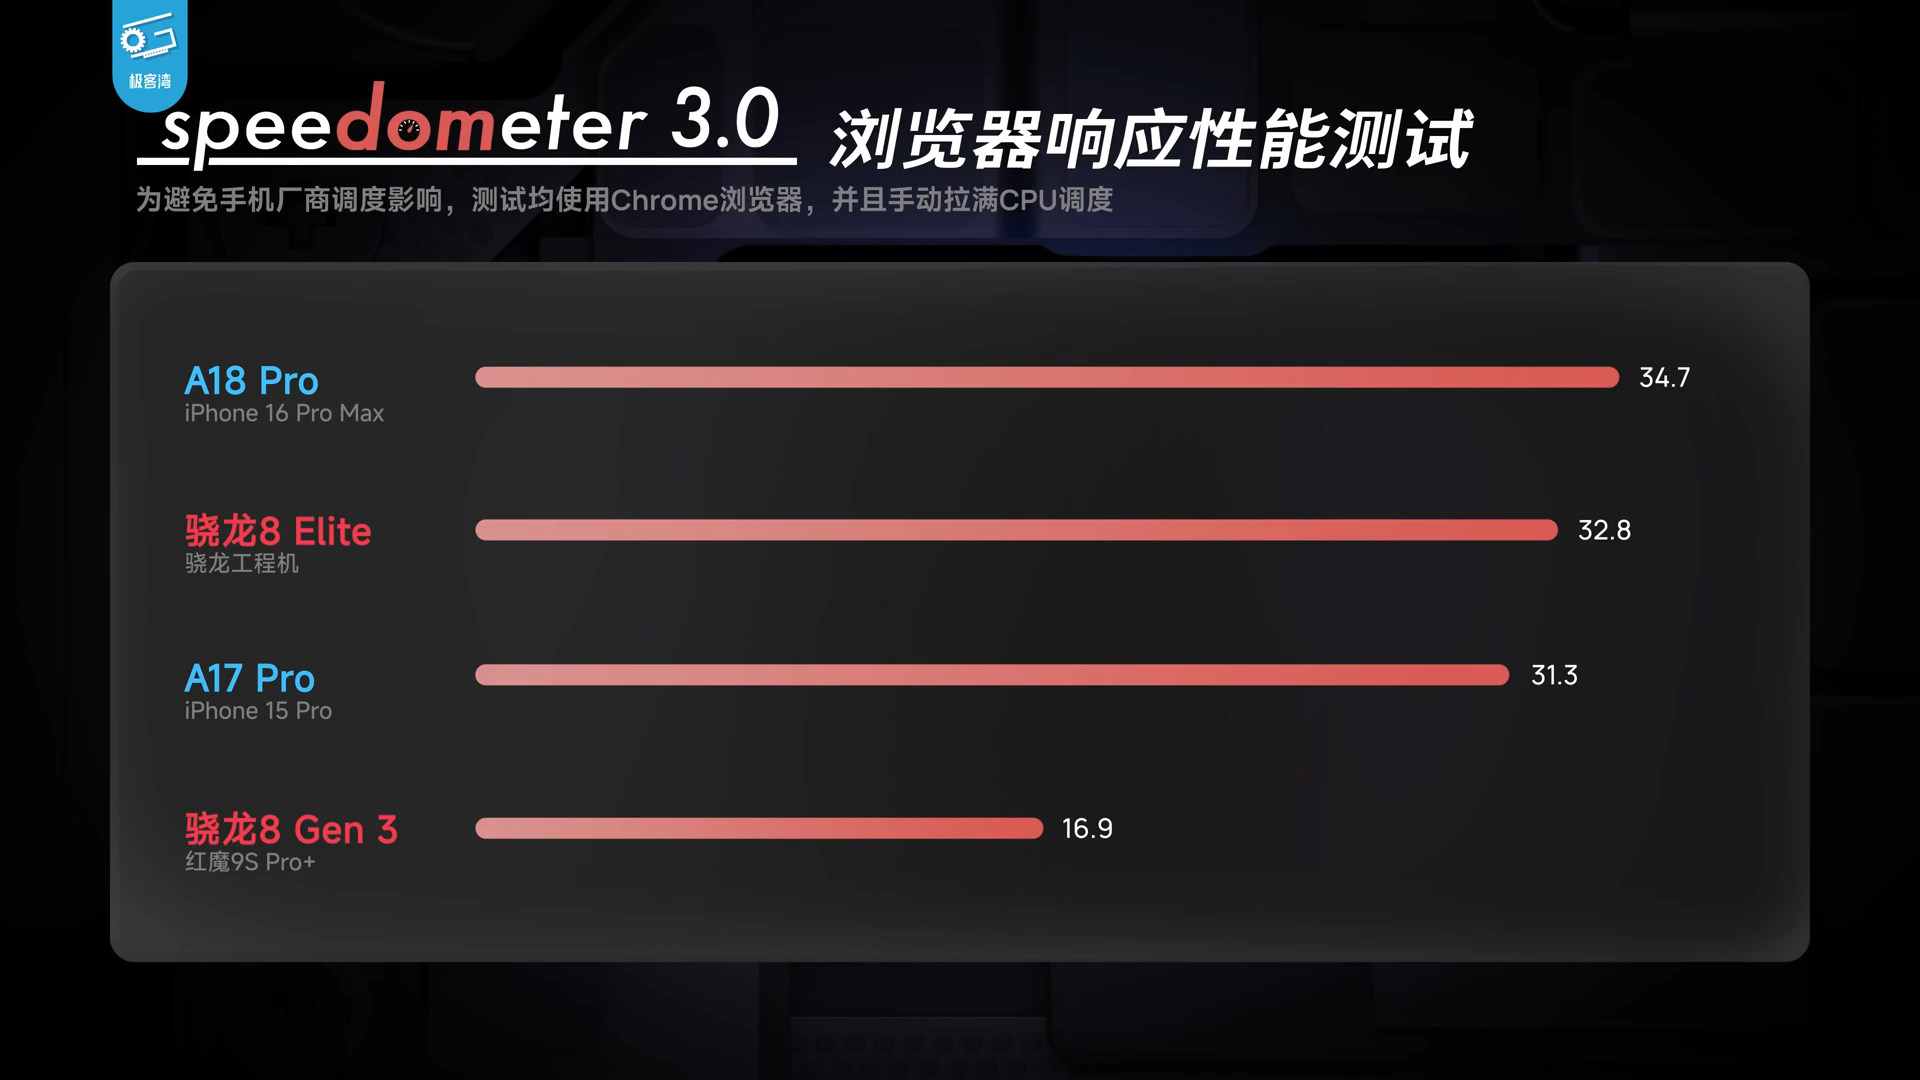 极客湾
speedometer 3.0 浏览器响应性能测试
为避免手机厂商调度影响，测试均使用Chrome浏览器，并且手动拉满CPU调度
A18 Pro
iPhone 16 Pro Max
34.7
骁龙8 Elite
骁龙工程机
32.8
A17 Pro
iPhone 15 Pro
31.3
骁龙8 Gen 3
红魔9S Pro+
16.9